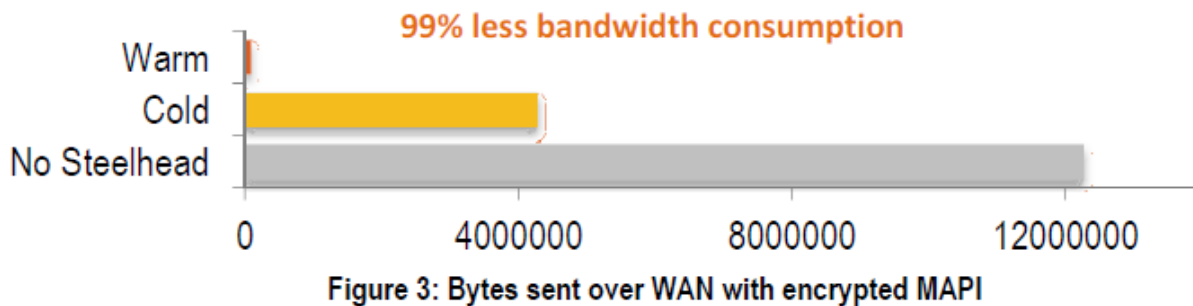 99% less bandwidth consumption
Warm
Cold
No Steelhead
0 4000000 8000000 12000000
Figure 3: Bytes sent over WAN with encrypted MAPI